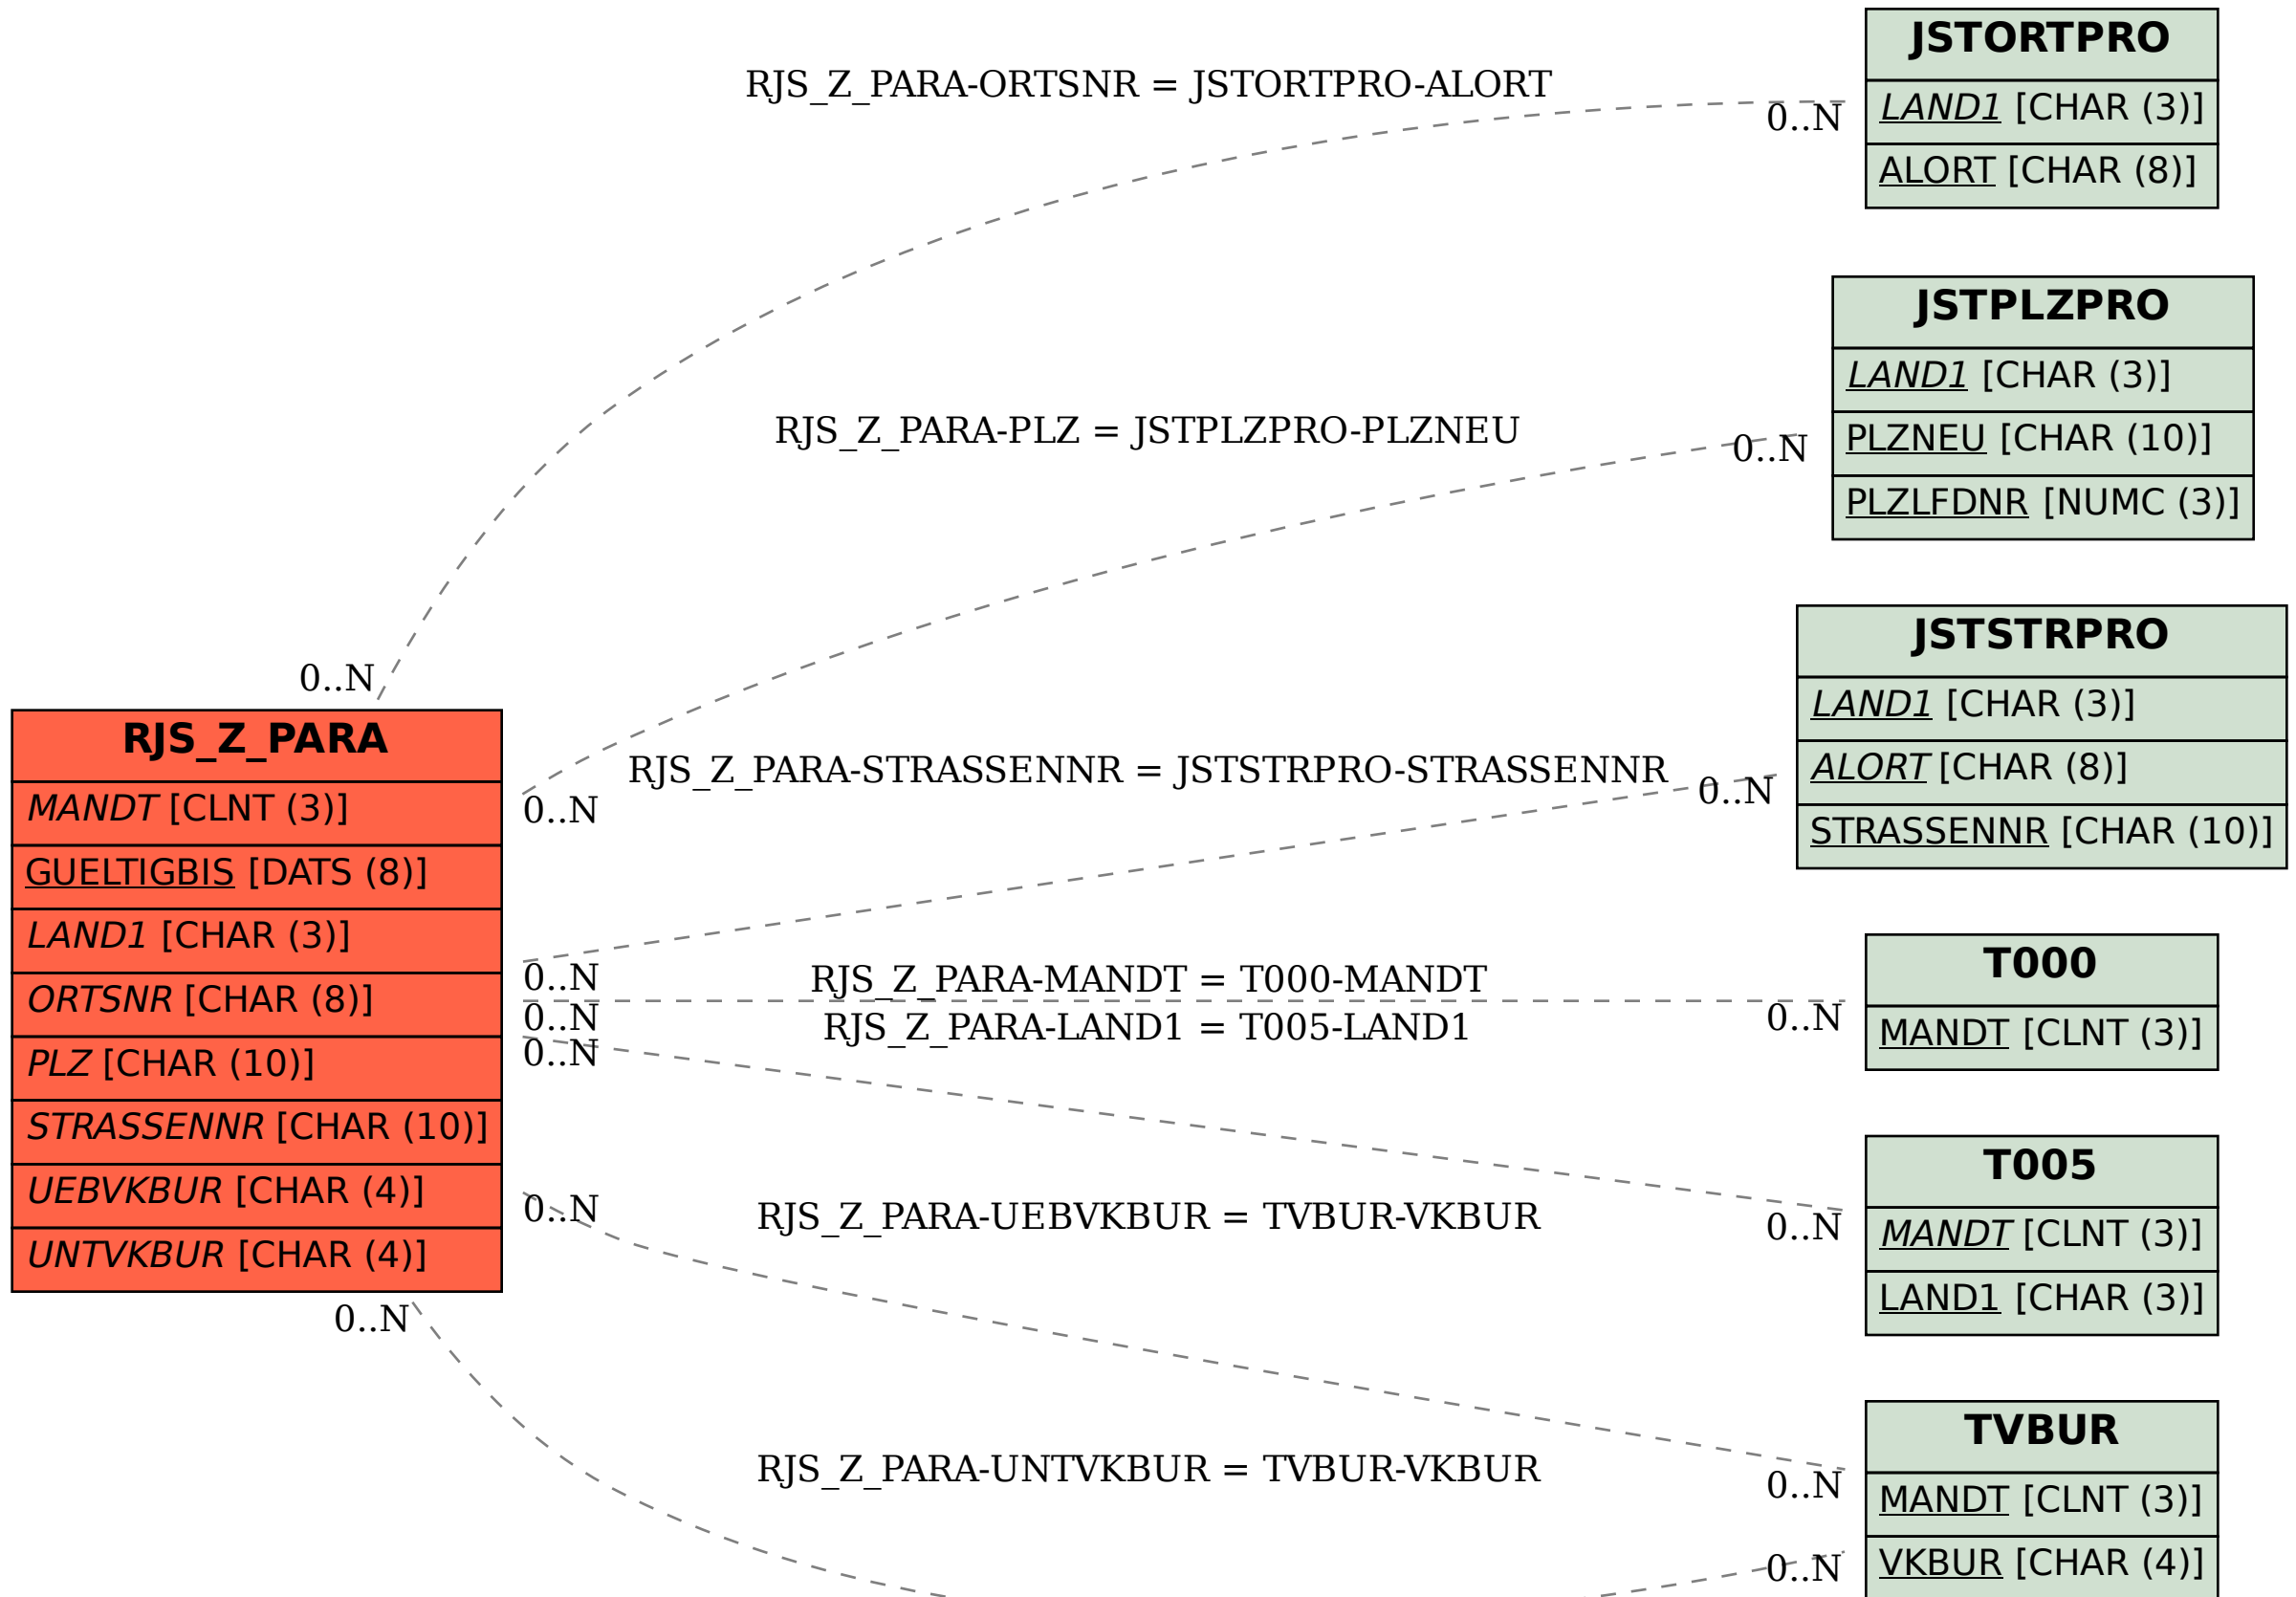 JSTORTPRO
LAND1 [CHAR (3)]
ALORT [CHAR (8)]
RJS_Z_PARA-ORTSNR = JSTORTPRO-ALORT
0..N
0..N
JSTPLZPRO
LAND1 [CHAR (3)]
PLZNEU [CHAR (10)]
PLZLFDNR [NUMC (3)]
RJS_Z_PARA-PLZ = JSTPLZPRO-PLZNEU
0..N
0..N
JSTSTRPRO
LAND1 [CHAR (3)]
ALORT [CHAR (8)]
STRASSENNR [CHAR (10)]
RJS_Z_PARA-STRASSENNR = JSTSTRPRO-STRASSENNR
0..N
0..N
RJS_Z_PARA
MANDT [CLNT (3)]
GUELTIGBIS [DATS (8)]
LAND1 [CHAR (3)]
ORTSNR [CHAR (8)]
PLZ [CHAR (10)]
STRASSENNR [CHAR (10)]
UEBVKBUR [CHAR (4)]
UNTVKBUR [CHAR (4)]
RJS_Z_PARA-MANDT = T000-MANDT
0..N
0..N
T000
MANDT [CLNT (3)]
RJS_Z_PARA-LAND1 = T005-LAND1
0..N
0..N
T005
MANDT [CLNT (3)]
LAND1 [CHAR (3)]
RJS_Z_PARA-UEBVKBUR = TVBUR-VKBUR
0..N
0..N
TVBUR
MANDT [CLNT (3)]
VKBUR [CHAR (4)]
RJS_Z_PARA-UNTVKBUR = TVBUR-VKBUR
0..N
0..N